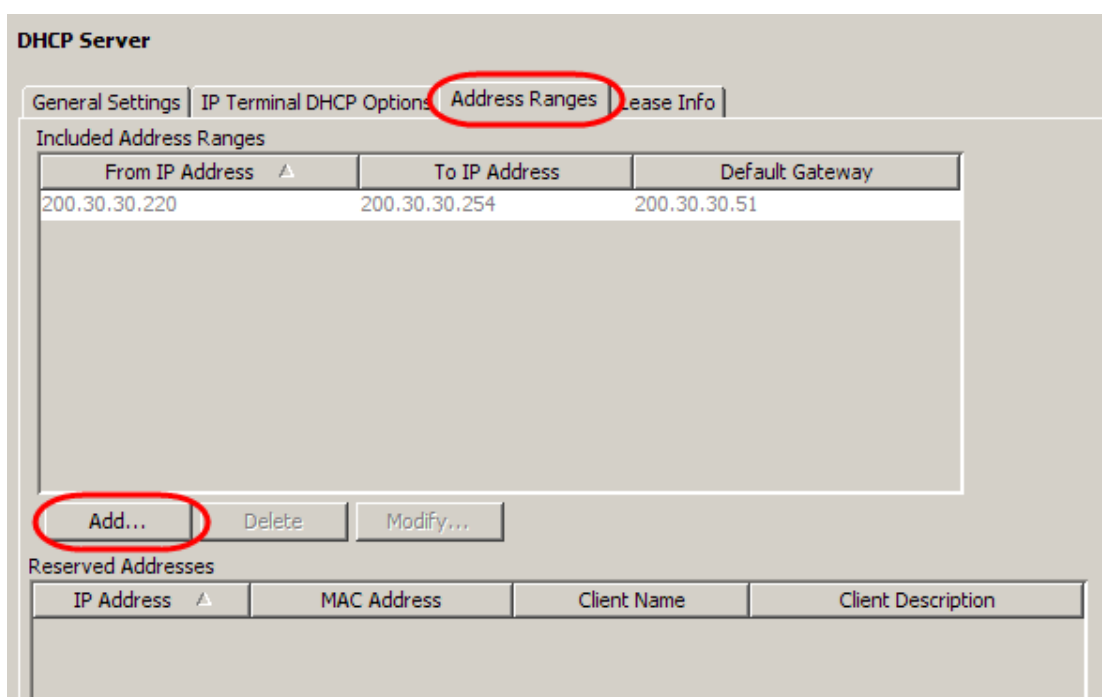 DHCP Server
General Settings IP Terminal DHCP Options Address Ranges Lease Info
Included Address Ranges
From IP Address To IP Address Default Gateway
200.30.30.220 200.30.30.254 200.30.30.51
Add... Delete Modify...
Reserved Addresses
IP Address MAC Address Client Name Client Description